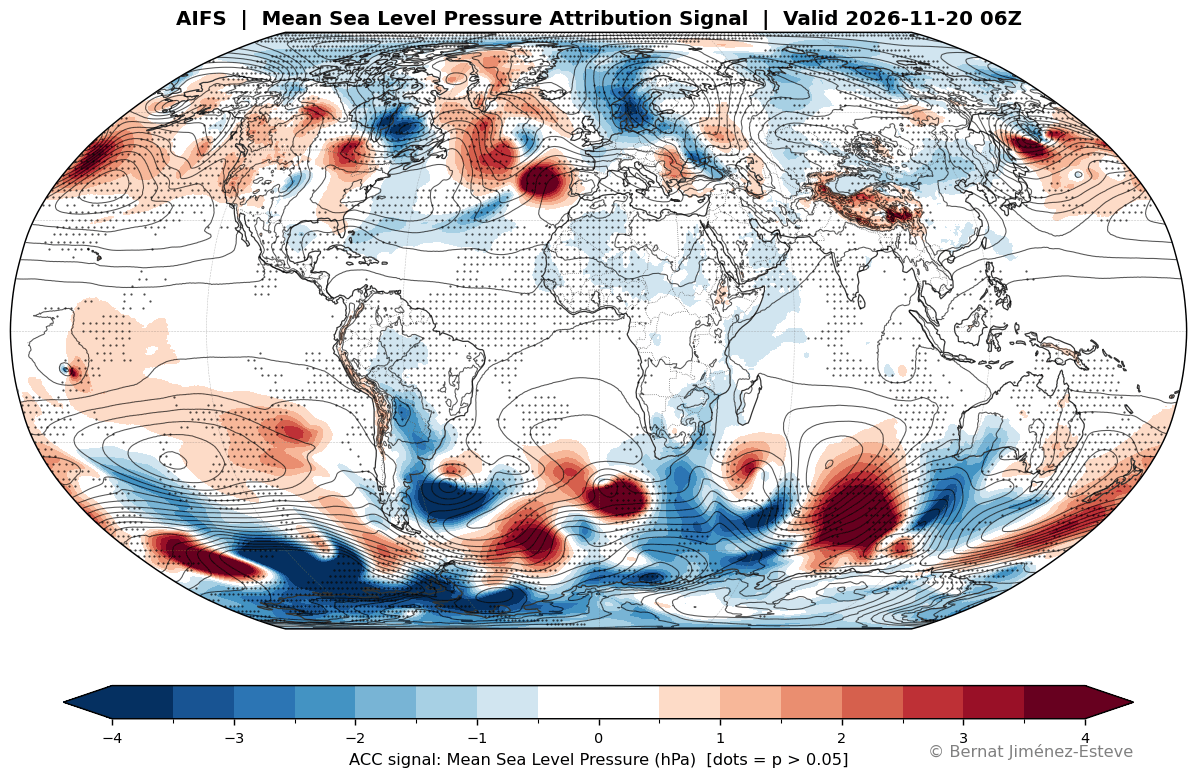 AIFS | Mean Sea Level Pressure Attribution Signal | Valid 2026-11-20 06Z
−4 −3 −2 −1 0 1 2 3 4
ACC signal: Mean Sea Level Pressure (hPa) [dots = p > 0.05]
© Bernat Jiménez-Esteve